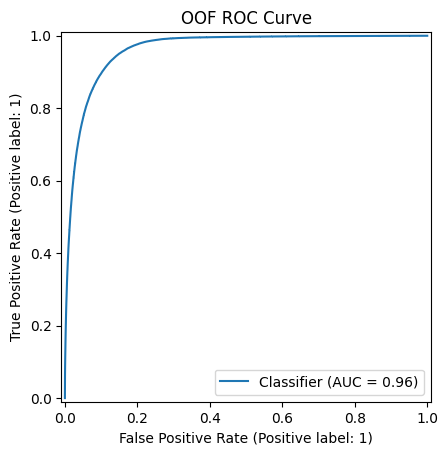 OOF ROC Curve
True Positive Rate (Positive label: 1)
1.0
0.8
0.6
0.4
0.2
0.0
Classifier (AUC = 0.96)
0.0 0.2 0.4 0.6 0.8 1.0
False Positive Rate (Positive label: 1)